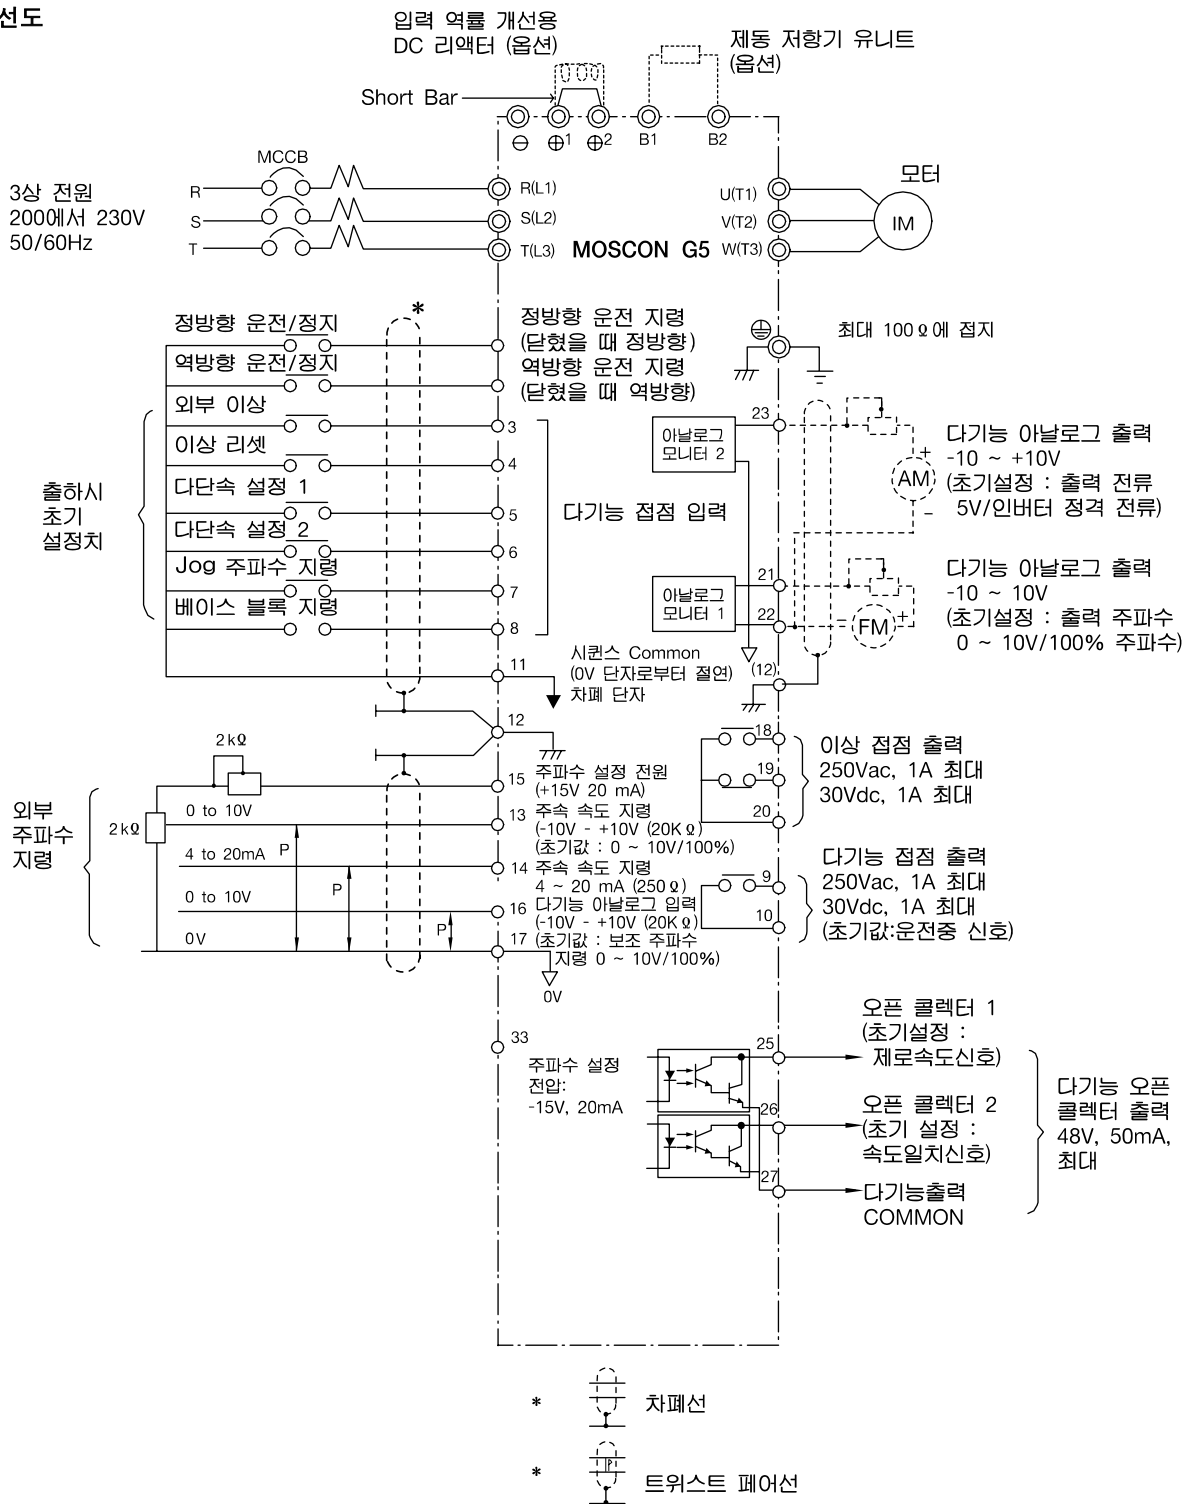 선도
입력 역률 개선용
DC 리액터 (옵션)
제동 저항기 유니트
(옵션)
Short Bar
⊖
⊕1
⊕2
B1
B2
MCCB
3상 전원
200에서 230V
50/60Hz
R
S
T
R(L1)
S(L2)
T(L3)
MOSCON G5
U(T1)
V(T2)
W(T3)
모터
IM
*
정방향 운전/정지
역방향 운전/정지
외부 이상
이상 리셋
다단속 설정 1
다단속 설정 2
Jog 주파수 지령
베이스 블록 지령
출하시
초기
설정치
정방향 운전 지령
(닫혔을 때 정방향)
역방향 운전 지령
(닫혔을 때 역방향)
3
4
5
6
7
8
다기능 접점 입력
11
시퀀스 Common
(0V 단자로부터 절연)
차폐 단자
12
최대 100Ω에 접지
아날로그
모니터 2
23
AM
+
−
다기능 아날로그 출력
-10 ~ +10V
(초기설정 : 출력 전류
5V/인버터 정격 전류)
아날로그
모니터 1
21
22
FM
−
+
다기능 아날로그 출력
-10 ~ 10V
(초기설정 : 출력 주파수
0 ~ 10V/100% 주파수)
(12)
18
19
20
이상 접점 출력
250Vac, 1A 최대
30Vdc, 1A 최대
9
10
다기능 접점 출력
250Vac, 1A 최대
30Vdc, 1A 최대
(초기값:운전중 신호)
외부
주파수
지령
2kΩ
2kΩ
0 to 10V
4 to 20mA
0 to 10V
0V
P
P
P
15 주파수 설정 전원
(+15V 20 mA)
13 주속 속도 지령
(-10V - +10V (20KΩ)
(초기값 : 0 ~ 10V/100%)
14 주속 속도 지령
4 ~ 20 mA (250Ω)
16 다기능 아날로그 입력
(-10V - +10V (20KΩ)
17 (초기값 : 보조 주파수
지령 0 ~ 10V/100%)
0V
33
주파수 설정
전압:
-15V, 20mA
25
26
27
오픈 콜렉터 1
(초기설정 :
제로속도신호)
오픈 콜렉터 2
(초기 설정 :
속도일치신호)
다기능출력
COMMON
다기능 오픈
콜렉터 출력
48V, 50mA,
최대
* 차폐선
* P 트위스트 페어선